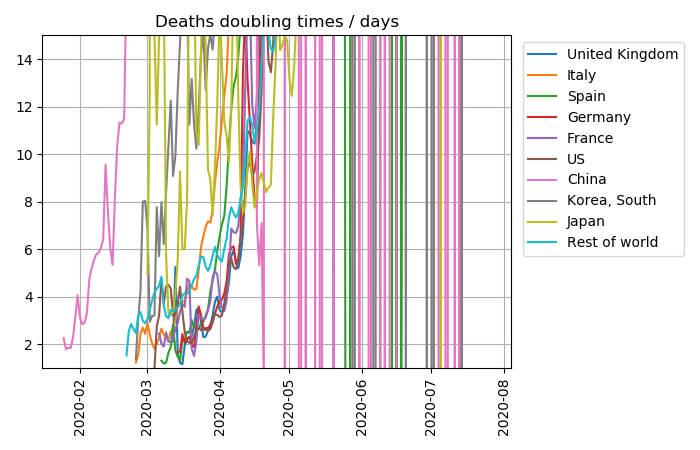 Deaths doubling times / days
14
12
10
8
6
4
2
2020-02
2020-03
2020-04
2020-05
2020-06
2020-07
2020-08
United Kingdom
Italy
Spain
Germany
France
US
China
Korea, South
Japan
Rest of world